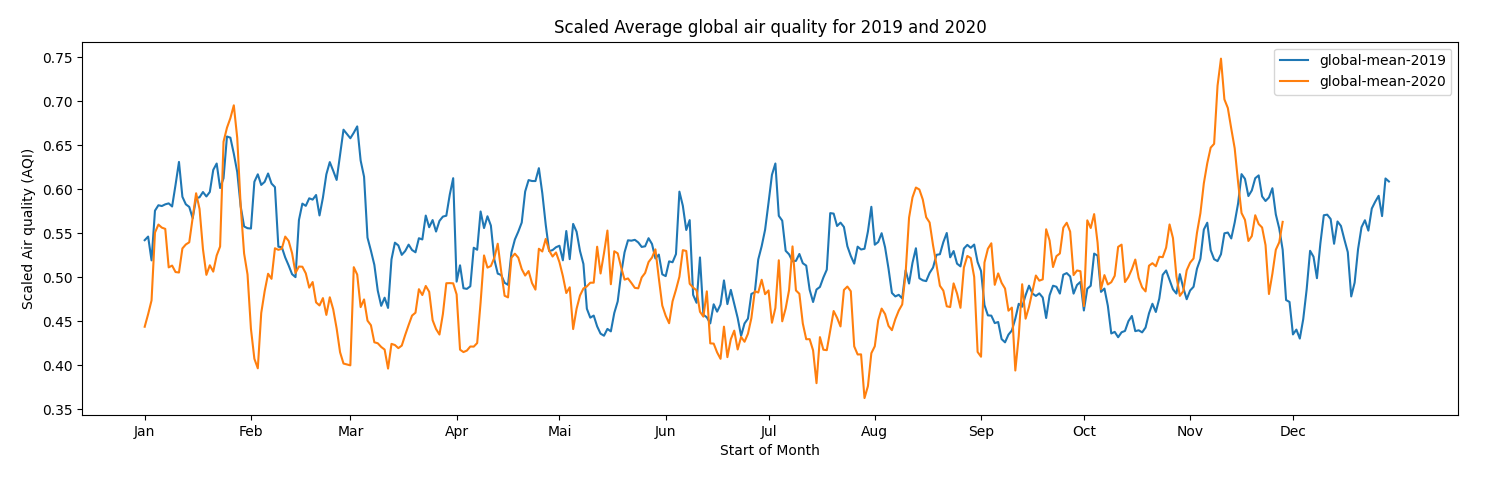 Scaled Average global air quality for 2019 and 2020
global-mean-2019
global-mean-2020
Scaled Air quality (AQI)
0.75
0.70
0.65
0.60
0.55
0.50
0.45
0.40
0.35
Jan Feb Mar Apr Mai Jun Jul Aug Sep Oct Nov Dec
Start of Month